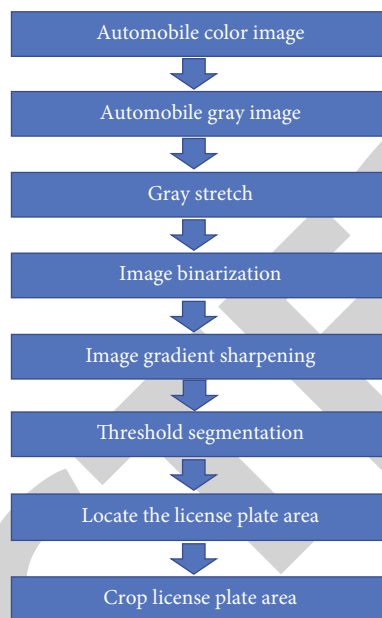 Automobile color image
Automobile gray image
Gray stretch
Image binarization
Image gradient sharpening
Threshold segmentation
Locate the license plate area
Crop license plate area